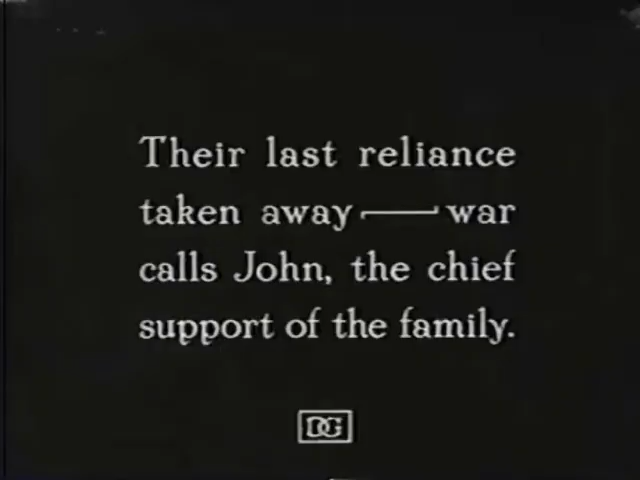 Their last reliance
taken away — war
calls John, the chief
support of the family.
DG